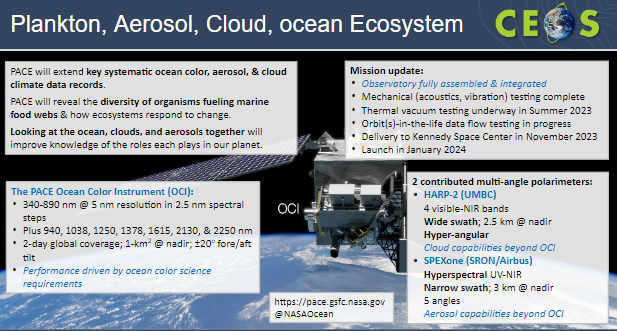 Plankton, Aerosol, Cloud, ocean Ecosystem
CEOS
PACE will extend key systematic ocean color, aerosol, & cloud
climate data records.
PACE will reveal the diversity of organisms fueling marine
food webs & how ecosystems respond to change.
Looking at the ocean, clouds, and aerosols together will
improve knowledge of the roles each plays in our planet.
Mission update:
• Observatory fully assembled & integrated
• Mechanical (acoustics, vibration) testing complete
• Thermal vacuum testing underway in Summer 2023
• Orbit(s)-in-the-life data flow testing in progress
• Delivery to Kennedy Space Center in November 2023
• Launch in January 2024
The PACE Ocean Color Instrument (OCI):
• 340-890 nm @ 5 nm resolution in 2.5 nm spectral
steps
• Plus 940, 1038, 1250, 1378, 1615, 2130, & 2250 nm
• 2-day global coverage; 1-km² @ nadir; ±20° fore/aft
tilt
• Performance driven by ocean color science
requirements
OCI
2 contributed multi-angle polarimeters:
• HARP-2 (UMBC)
4 visible-NIR bands
Wide swath; 2.5 km @ nadir
Hyper-angular
Cloud capabilities beyond OCI
• SPEXone (SRON/Airbus)
Hyperspectral UV-NIR
Narrow swath; 3 km @ nadir
5 angles
Aerosol capabilities beyond OCI
https://pace.gsfc.nasa.gov
@NASAOcean